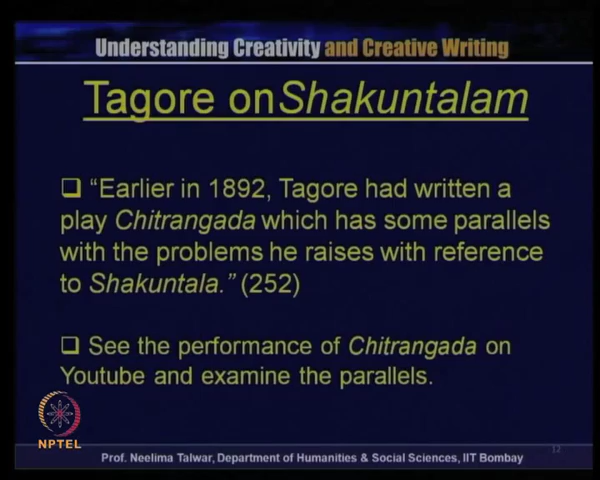 Understanding Creativity and Creative Writing
Tagore on Shakuntalam
❑ “Earlier in 1892, Tagore had written a
play Chitrangada which has some parallels
with the problems he raises with reference
to Shakuntala.” (252)
❑ See the performance of Chitrangada on
Youtube and examine the parallels.
NPTEL
Prof. Neelima Talwar, Department of Humanities & Social Sciences, IIT Bombay
12